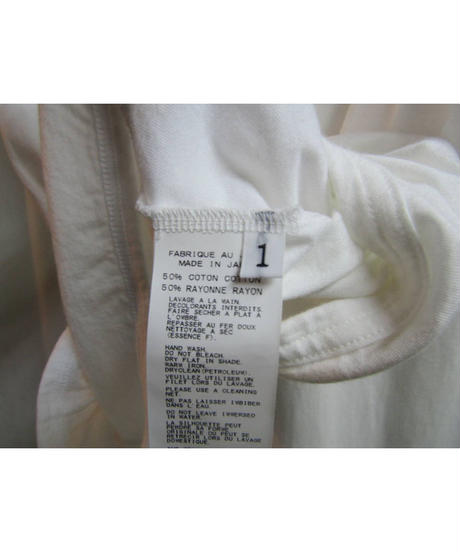 FABRIQUE AU
MADE IN JAP
1
50% COTON COTTON
50% RAYONNE RAYON
LAVAGE A LA MAIN.
DECOLORANTS INTERDITS.
FAIRE SECHER A PLAT A
L'OMBRE.
REPASSER AU FER DOUX
NETTOYAGE A SEC
(ESSENCE F).
HAND WASH.
DO NOT BLEACH.
DRY FLAT IN SHADE.
WARM IRON.
DRYCLEAN(PETROLEUM).
VEUILLEZ UTILISER UN
FILET LORS DU LAVAGE.
PLEASE USE A CLEANING
NET.
NE PAS LAISSER IMBIBER
DANS L'EAU.
DO NOT LEAVE IMMERSED
IN WATER.
LA SILHOUETTE PEUT
PERDRE SA FORME
ORIGINALE OU PEUT SE
RETRECIR LORS DU LAVAGE
DOMESTIQUE.